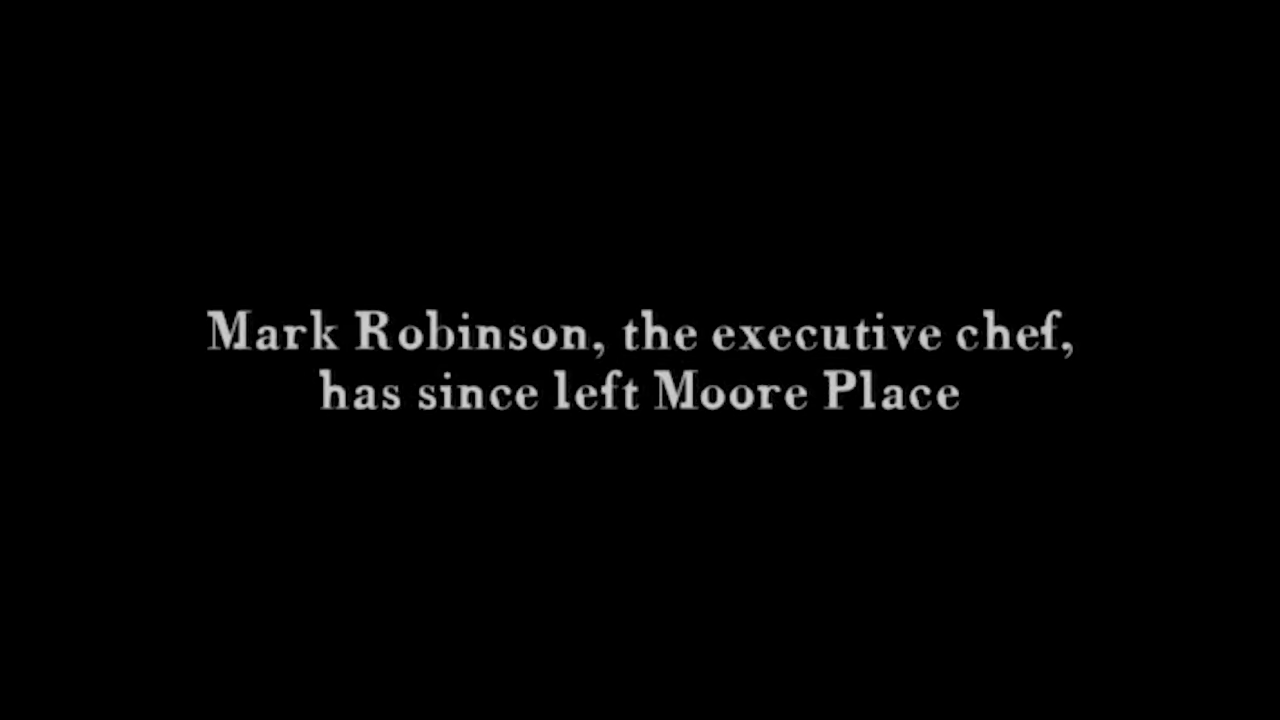 Mark Robinson, the executive chef,
has since left Moore Place